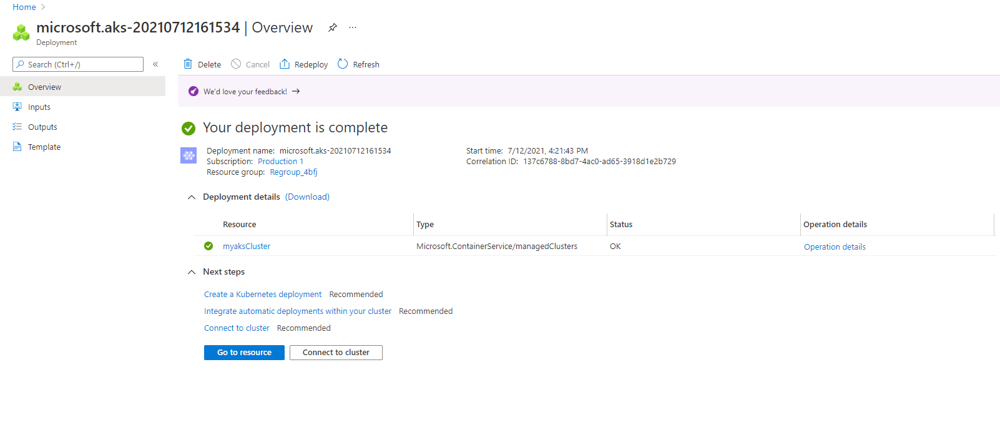 Home >
microsoft.aks-20210712161534 | Overview ...
Deployment
Search (Ctrl+/) «
Delete Cancel Redeploy Refresh
Overview
Inputs
Outputs
Template
We'd love your feedback! →
Your deployment is complete
Deployment name: microsoft.aks-20210712161534
Subscription: Production 1
Resource group: Regroup_4bfj
Start time: 7/12/2021, 4:21:43 PM
Correlation ID: 137c6788-8bd7-4ac0-ad65-3918d1e2b729
Deployment details (Download)
Resource Type Status Operation details
myaksCluster Microsoft.ContainerService/managedClusters OK Operation details
Next steps
Create a Kubernetes deployment Recommended
Integrate automatic deployments within your cluster Recommended
Connect to cluster Recommended
Go to resource Connect to cluster